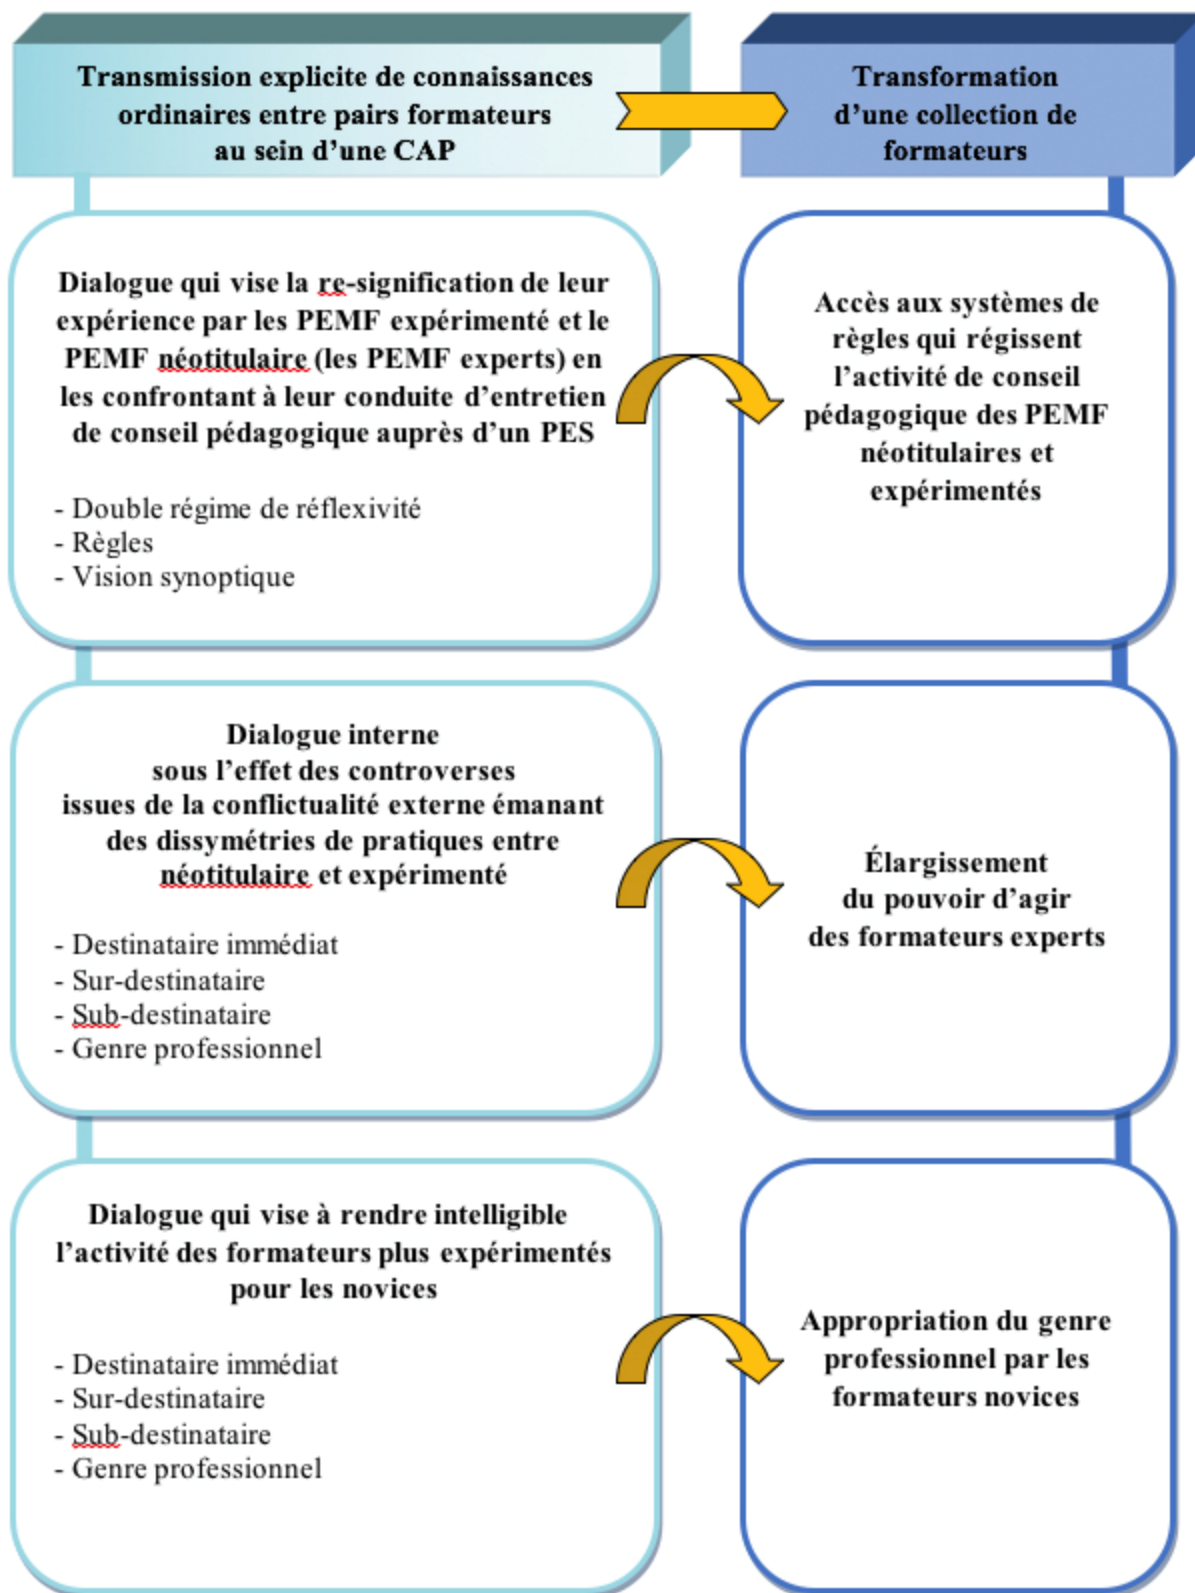 Transmission explicite de connaissances
ordinaires entre pairs formateurs
au sein d’une CAP
Transformation
d’une collection de
formateurs
Dialogue qui vise la re-signification de leur
expérience par les PEMF expérimenté et le
PEMF néotitulaire (les PEMF experts) en
les confrontant à leur conduite d’entretien
de conseil pédagogique auprès d’un PES
- Double régime de réflexivité
- Règles
- Vision synoptique
Accès aux systèmes de
règles qui régissent
l’activité de conseil
pédagogique des PEMF
néotitulaires et
expérimentés
Dialogue interne
sous l’effet des controverses
issues de la conflictualité externe émanant
des dissymétries de pratiques entre
néotitulaire et expérimenté
- Destinataire immédiat
- Sur-destinataire
- Sub-destinataire
- Genre professionnel
Élargissement
du pouvoir d’agir
des formateurs experts
Dialogue qui vise à rendre intelligible
l’activité des formateurs plus expérimentés
pour les novices
- Destinataire immédiat
- Sur-destinataire
- Sub-destinataire
- Genre professionnel
Appropriation du genre
professionnel par les
formateurs novices